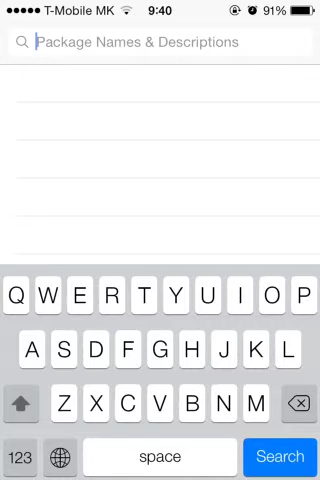 T-Mobile MK 9:40 91%
Package Names & Descriptions
Q W E R T Y U I O P
A S D F G H J K L
Z X C V B N M
123 space Search